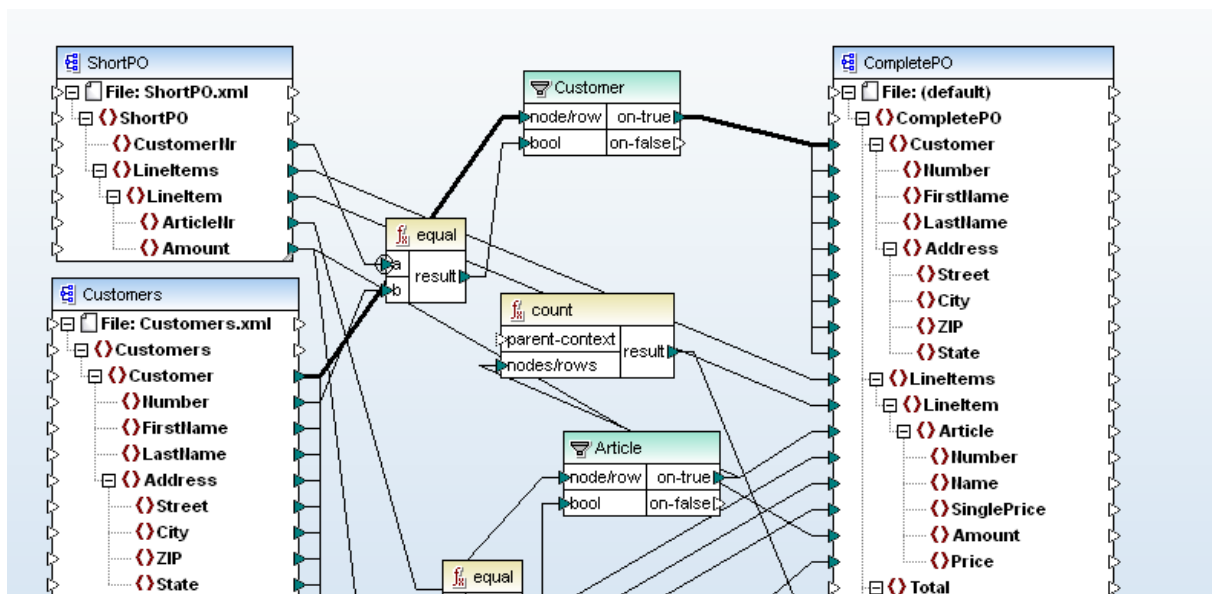 ShortPO
File: ShortPO.xml
ShortPO
CustomerNr
LineItems
LineItem
ArticleNr
Amount
Customers
File: Customers.xml
Customers
Customer
Number
FirstName
LastName
Address
Street
City
ZIP
State
Customer
node/row on-true
bool on-false
equal
a
result
b
count
parent-context
result
nodes/rows
Article
node/row on-true
bool on-false
equal
CompletePO
File: (default)
CompletePO
Customer
Number
FirstName
LastName
Address
Street
City
ZIP
State
LineItems
LineItem
Article
Number
Name
SinglePrice
Amount
Price
Total